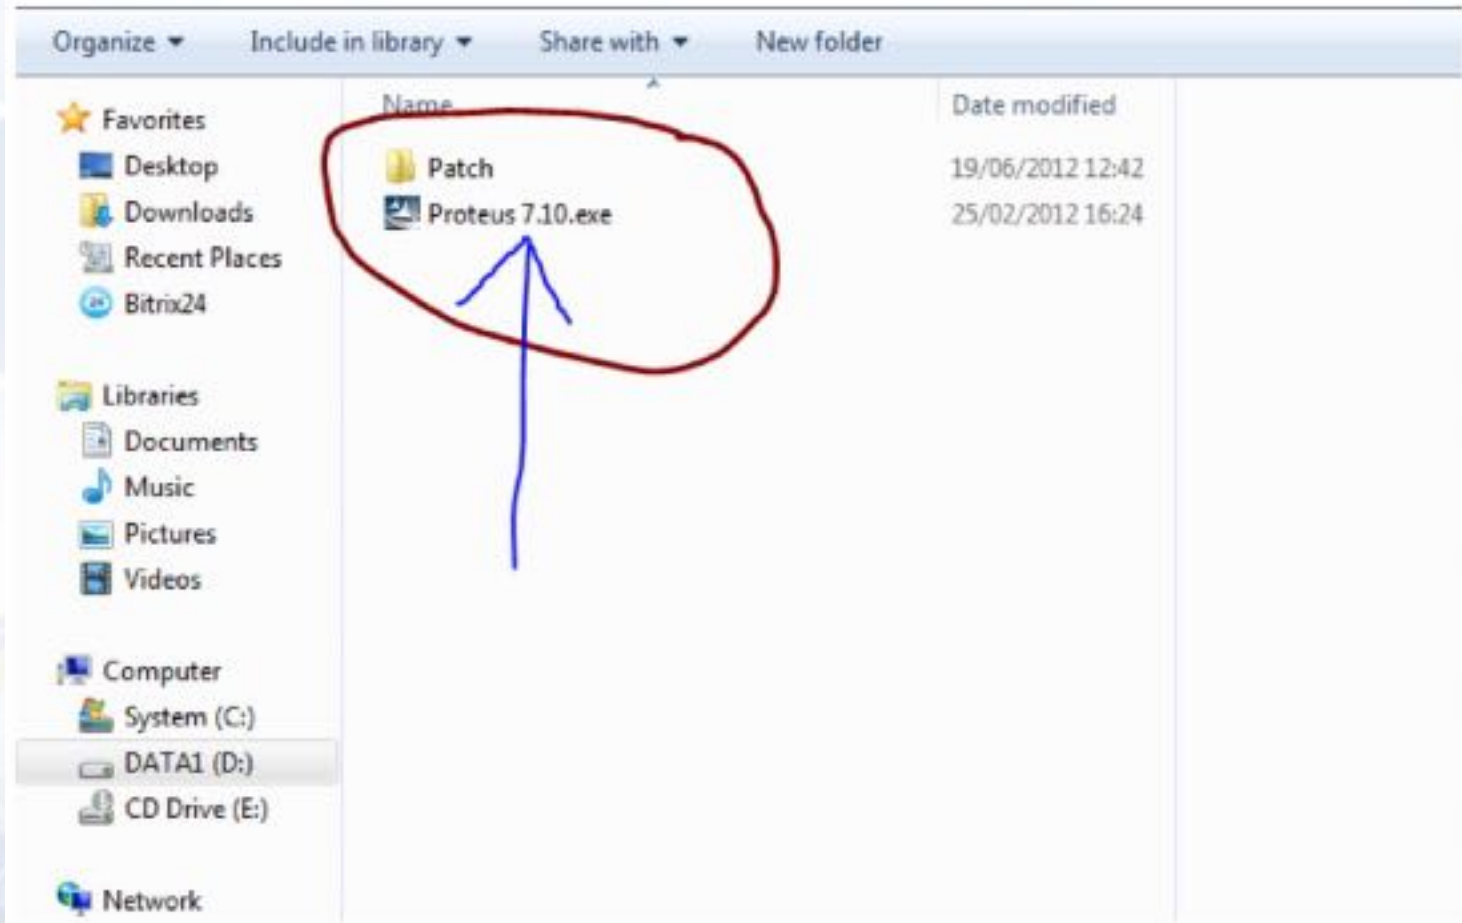 Organize Include in library Share with New folder
Name Date modified
Favorites
Desktop
Downloads
Recent Places
Bitrix24
Libraries
Documents
Music
Pictures
Videos
Computer
System (C:)
DATA1 (D:)
CD Drive (E:)
Network
Patch 19/06/2012 12:42
Proteus 7.10.exe 25/02/2012 16:24